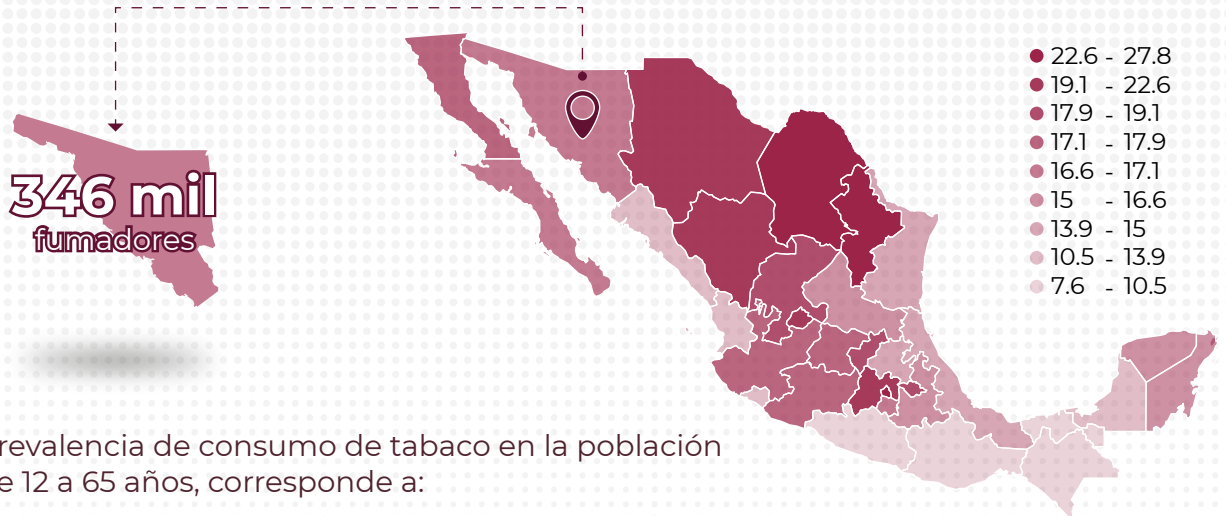 346 mil
fumadores
22.6 - 27.8
19.1 - 22.6
17.9 - 19.1
17.1 - 17.9
16.6 - 17.1
15 - 16.6
13.9 - 15
10.5 - 13.9
7.6 - 10.5
revalencia de consumo de tabaco en la población
e 12 a 65 años, corresponde a: